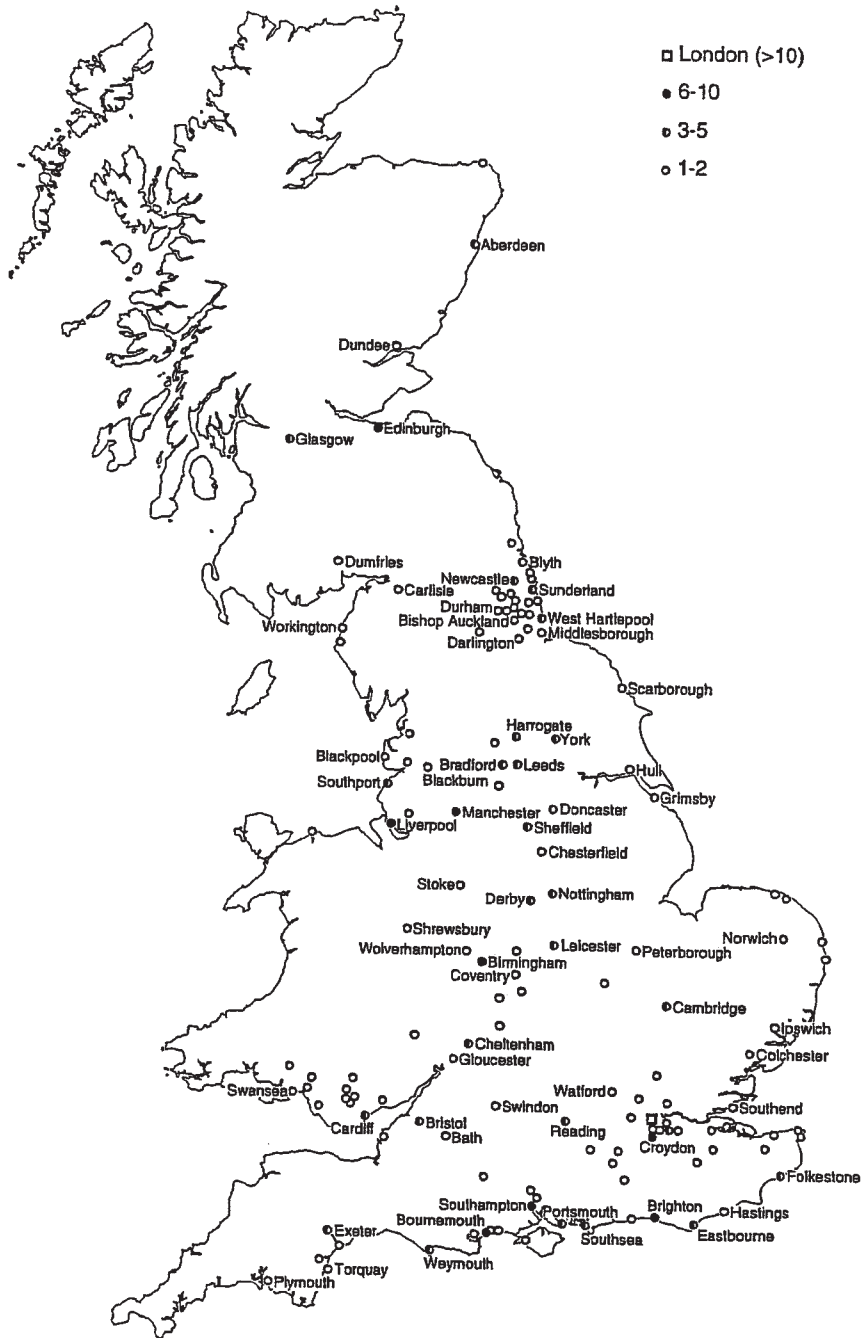 London (>10)
6-10
3-5
1-2
Aberdeen
Dundee
Edinburgh
Glasgow
Dumfries
Blyth
Newcastle
Carlisle
Sunderland
Durham
Bishop Auckland
West Hartlepool
Workington
Middlesborough
Darlington
Scarborough
Harrogate
York
Blackpool
Bradford
Leeds
Hull
Southport
Blackburn
Grimsby
Manchester
Doncaster
Liverpool
Sheffield
Chesterfield
Stoke
Derby
Nottingham
Shrewsbury
Norwich
Wolverhampton
Leicester
Peterborough
Birmingham
Coventry
Cambridge
Ipswich
Cheltenham
Gloucester
Colchester
Swansea
Watford
Swindon
Southend
Cardiff
Bristol
Reading
Bath
Croydon
Folkestone
Southampton
Portsmouth
Brighton
Hastings
Bournemouth
Exeter
Southsea
Eastbourne
Weymouth
Torquay
Plymouth